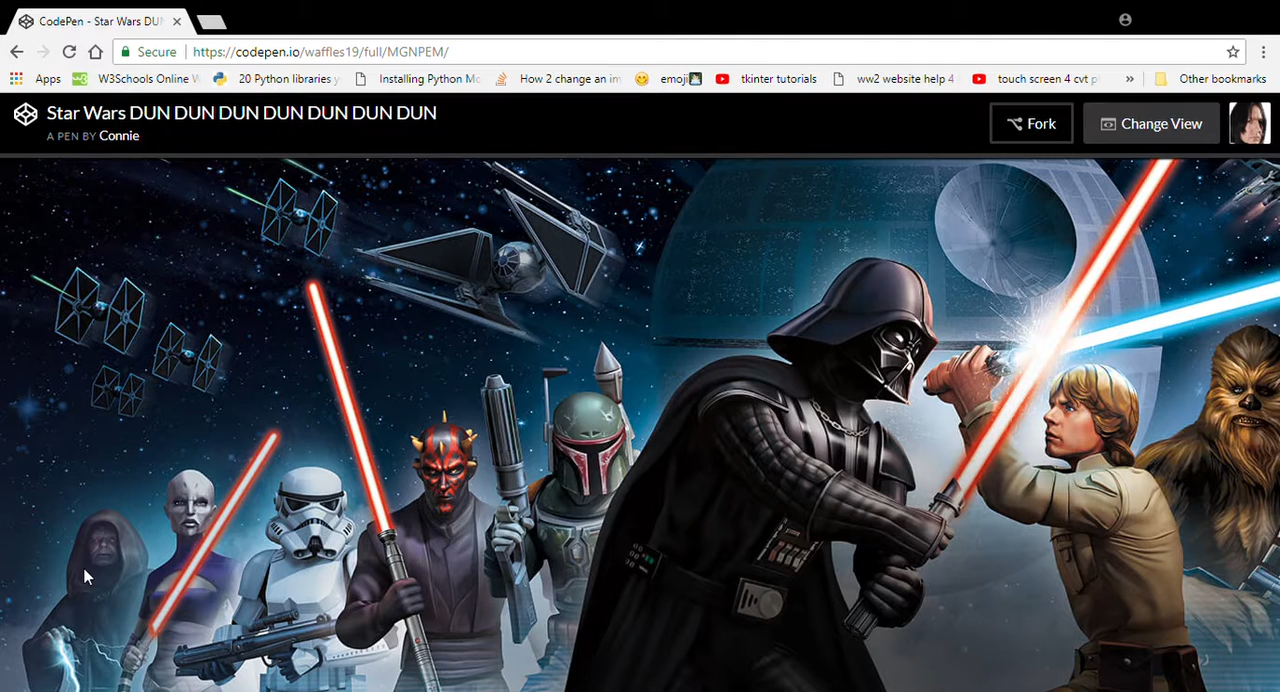 CodePen - Star Wars DUN
Secure https://codepen.io/waffles19/full/MGNPEM/
Apps W3Schools Online W 20 Python libraries y Installing Python Mo How 2 change an im emoji tkinter tutorials ww2 website help 4 touch screen 4 cvt p » Other bookmarks
Star Wars DUN DUN DUN DUN DUN DUN DUN
A PEN BY Connie
Fork Change View